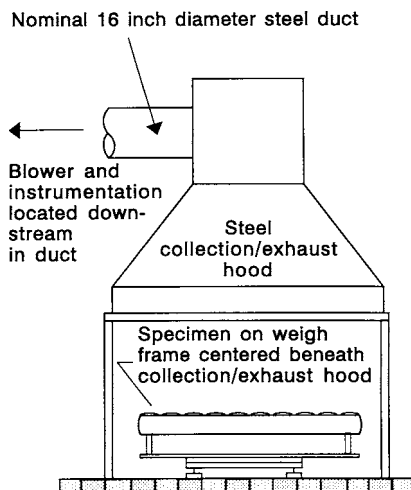 Nominal 16 inch diameter steel duct
Blower and
instrumentation
located down-
stream
in duct
Steel
collection/exhaust
hood
Specimen on weigh
frame centered beneath
collection/exhaust hood